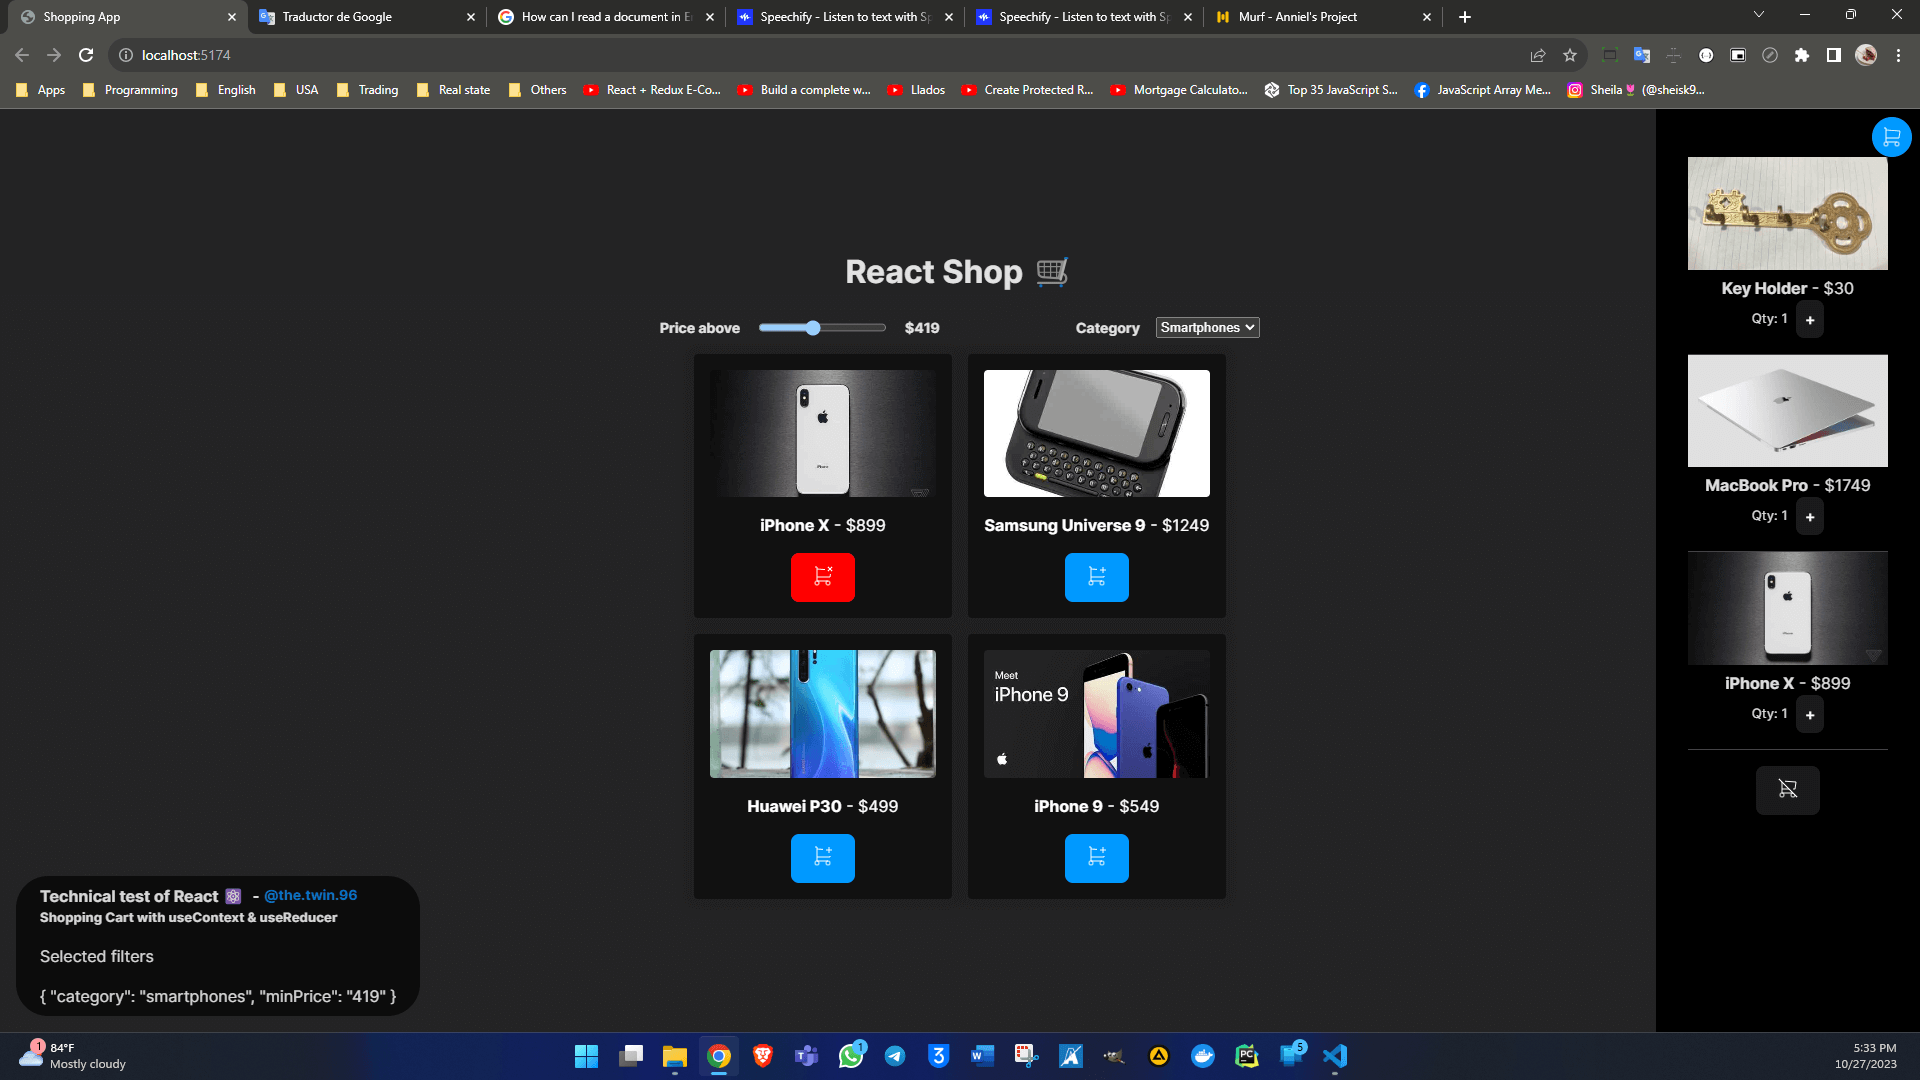 Shopping App
Traductor de Google
How can I read a document in E
Speechify - Listen to text with Sp
Speechify - Listen to text with Sp
Murf - Anniel's Project
localhost:5174
Apps
Programming
English
USA
Trading
Real state
Others
React + Redux E-Co...
Build a complete w...
Llados
Create Protected R...
Mortgage Calculato...
Top 35 JavaScript S...
JavaScript Array Me...
Sheila (@sheisk9...
React Shop
Price above
$419
Category
Smartphones
iPhone X - $899
Samsung Universe 9 - $1249
Meet
iPhone 9
Huawei P30 - $499
iPhone 9 - $549
Key Holder - $30
Qty: 1 +
MacBook Pro - $1749
Qty: 1 +
iPhone X - $899
Qty: 1 +
Technical test of React - @the.twin.96
Shopping Cart with useContext & useReducer
Selected filters
{ "category": "smartphones", "minPrice": "419" }
1
84°F
Mostly cloudy
1
3
W
PC
5
5:33 PM
10/27/2023